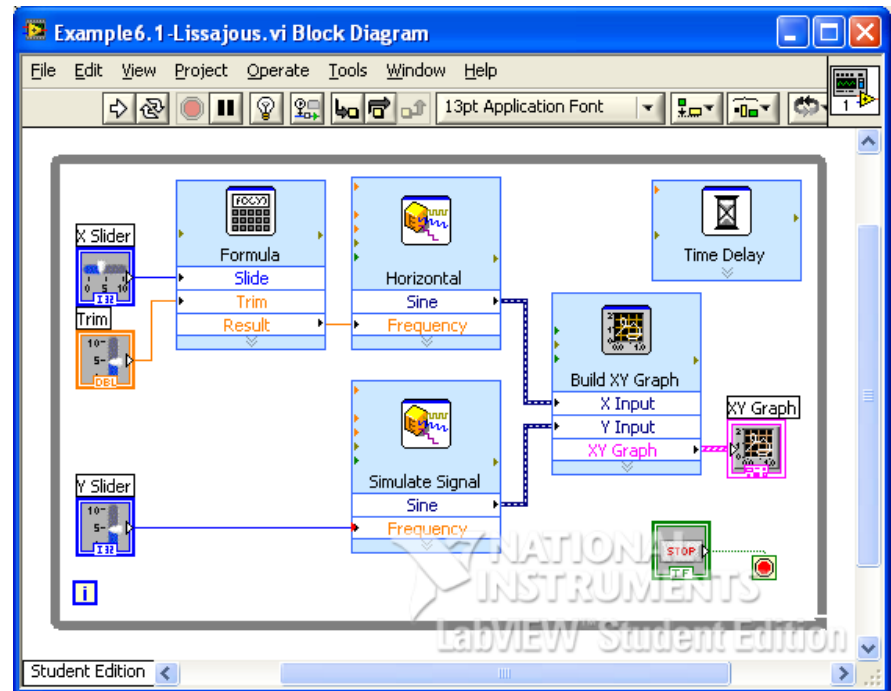 Example6.1-Lissajous.vi Block Diagram
File Edit View Project Operate Tools Window Help
13pt Application Font
1
X Slider
0 5 10
I32
Trim
10-
5-
DBL
Formula
Slide
Trim
Result
Horizontal
Sine
Frequency
Time Delay
Build XY Graph
X Input
Y Input
XY Graph
XY Graph
Simulate Signal
Sine
Frequency
Y Slider
10-
5-
I32
STOP
TF
i
NATIONAL
INSTRUMENTS
LabVIEW™ Student Edition
Student Edition